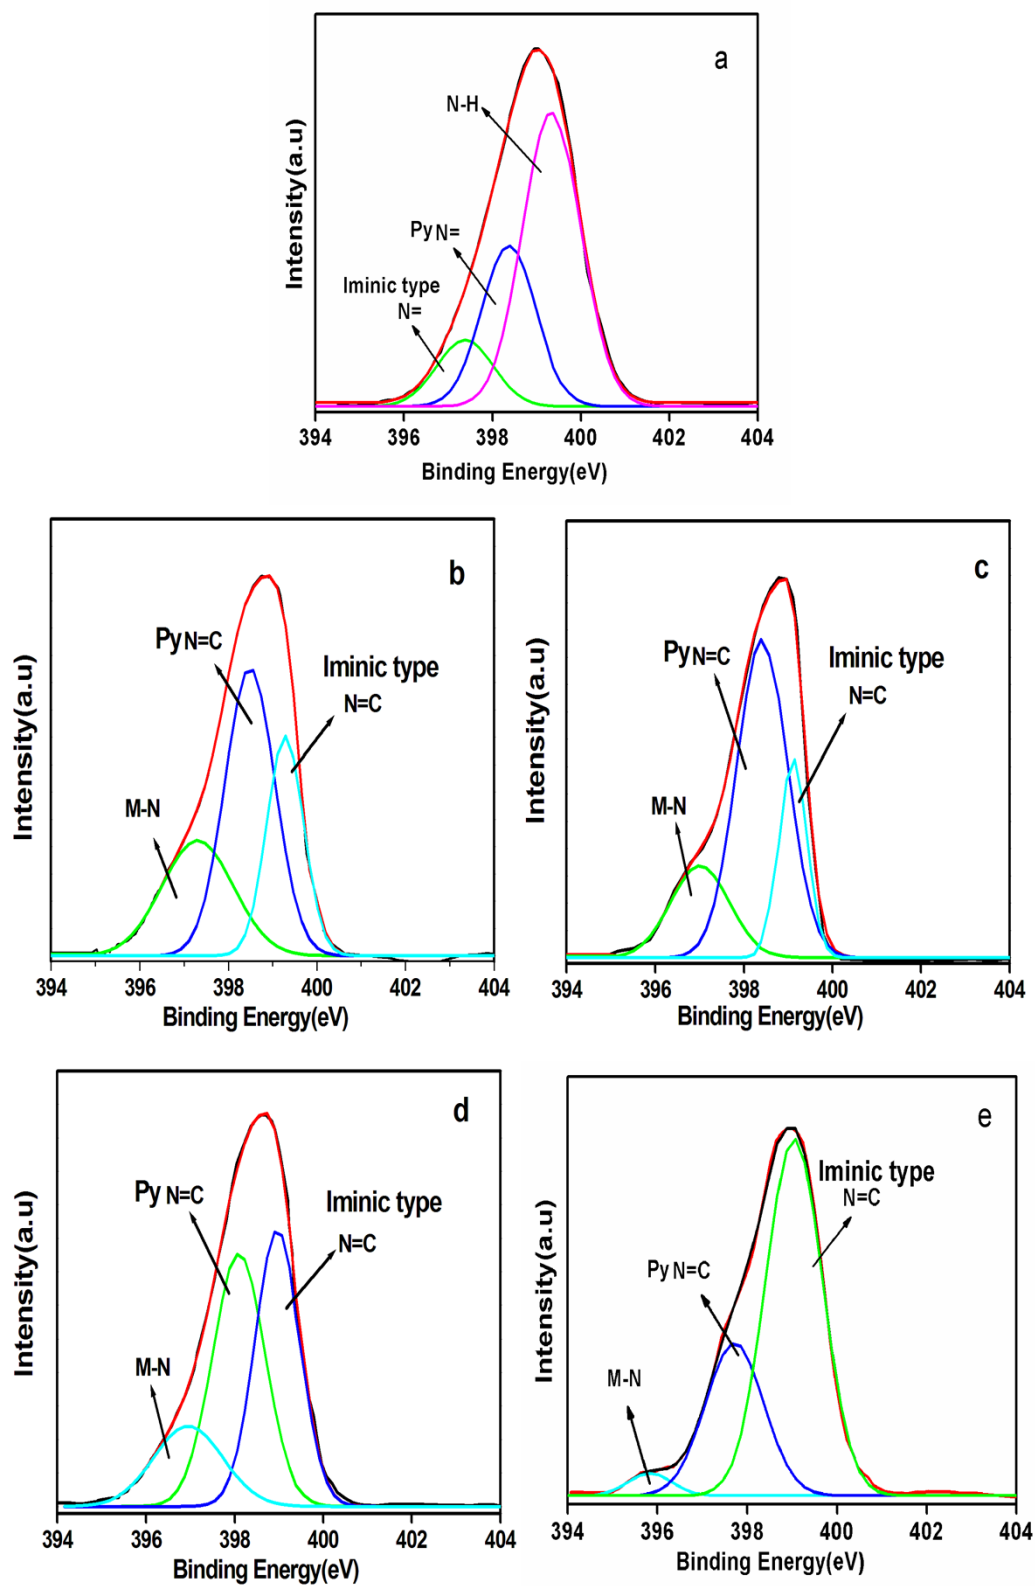 a
N-H
Py N=
Iminic type
N=
Intensity(a.u)
394 396 398 400 402 404
Binding Energy(eV)
b
Py N=C
Iminic type
N=C
M-N
Intensity(a.u)
394 396 398 400 402 404
Binding Energy(eV)
c
Py N=C
Iminic type
N=C
M-N
Intensity(a.u)
394 396 398 400 402 404
Binding Energy(eV)
d
Py N=C
Iminic type
N=C
M-N
Intensity(a.u)
394 396 398 400 402 404
Binding Energy(eV)
e
Iminic type
N=C
Py N=C
M-N
Intensity(a.u)
394 396 398 400 402 404
Binding Energy(eV)